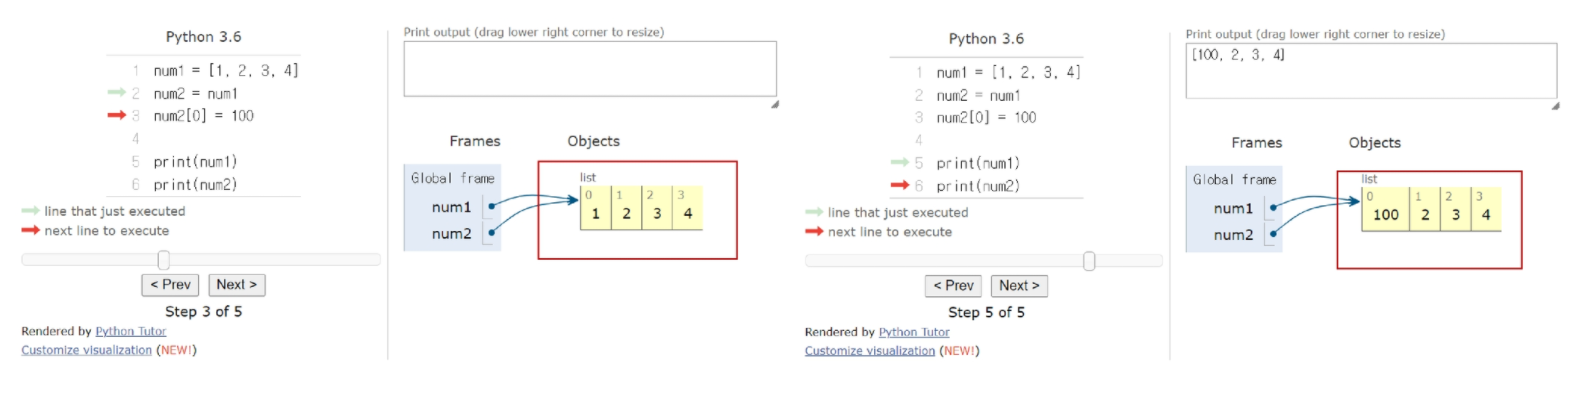 Python 3.6
1 num1 = [1, 2, 3, 4]
2 num2 = num1
3 num2[0] = 100
4
5 print(num1)
6 print(num2)
line that just executed
next line to execute
< Prev Next >
Step 3 of 5
Rendered by Python Tutor
Customize visualization (NEW!)
Print output (drag lower right corner to resize)
Frames Objects
Global frame
num1
num2
list
0 1 2 3
1 2 3 4
Python 3.6
1 num1 = [1, 2, 3, 4]
2 num2 = num1
3 num2[0] = 100
4
5 print(num1)
6 print(num2)
line that just executed
next line to execute
< Prev Next >
Step 5 of 5
Rendered by Python Tutor
Customize visualization (NEW!)
Print output (drag lower right corner to resize)
[100, 2, 3, 4]
Frames Objects
Global frame
num1
num2
list
0 1 2 3
100 2 3 4